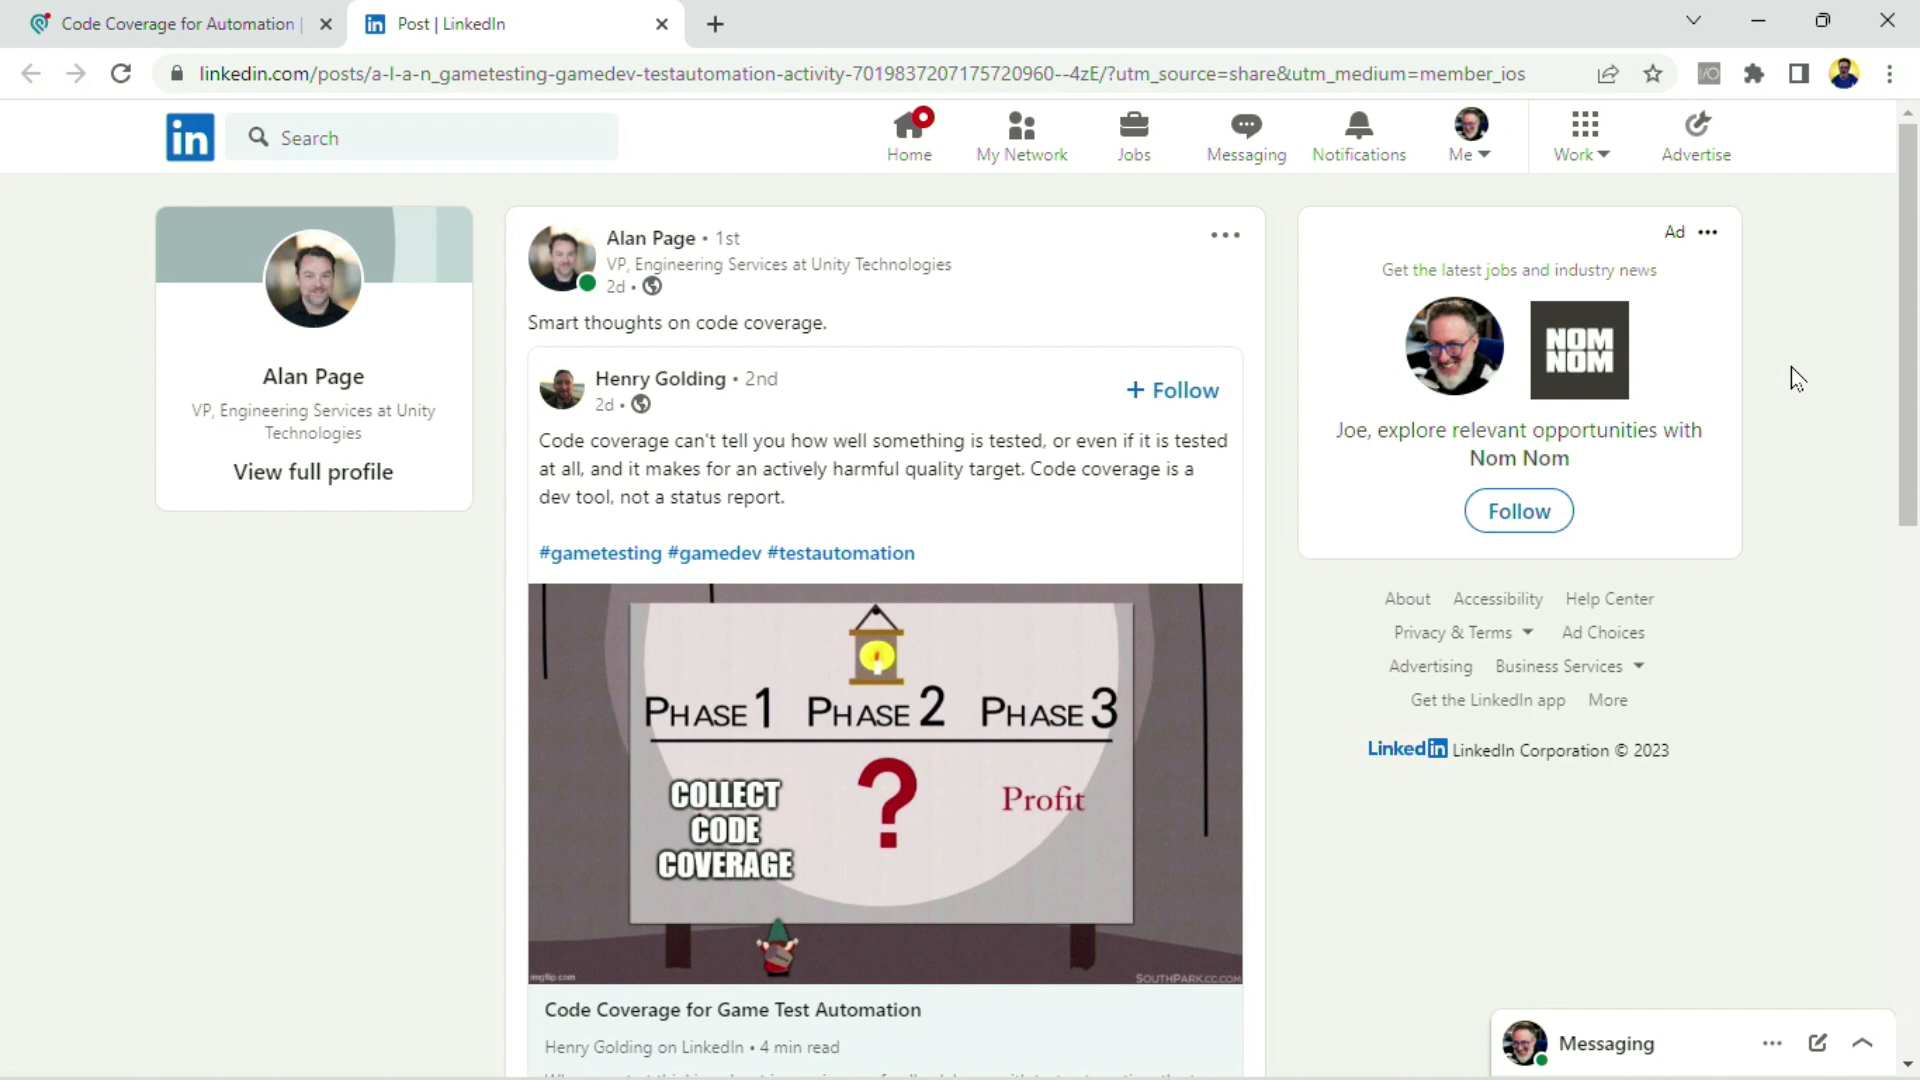 Code Coverage for Automation |
Post | LinkedIn
linkedin.com/posts/a-l-a-n_gametesting-gamedev-testautomation-activity-7019837207175720960--4zE/?utm_source=share&utm_medium=member_ios
in
Search
Home
My Network
Jobs
Messaging
Notifications
Me
Work
Advertise
Alan Page
VP, Engineering Services at Unity
Technologies
View full profile
Alan Page • 1st
VP, Engineering Services at Unity Technologies
2d •
Smart thoughts on code coverage.
Henry Golding • 2nd
2d •
+ Follow
Code coverage can't tell you how well something is tested, or even if it is tested
at all, and it makes for an actively harmful quality target. Code coverage is a
dev tool, not a status report.
#gametesting #gamedev #testautomation
PHASE 1 PHASE 2 PHASE 3
COLLECT
CODE
COVERAGE
?
Profit
imgflip.com
SOUTHPARK.CC.COM
Code Coverage for Game Test Automation
Henry Golding on LinkedIn • 4 min read
Ad
Get the latest jobs and industry news
NOM
NOM
Joe, explore relevant opportunities with
Nom Nom
Follow
About Accessibility Help Center
Privacy & Terms Ad Choices
Advertising Business Services
Get the LinkedIn app More
LinkedIn LinkedIn Corporation © 2023
Messaging